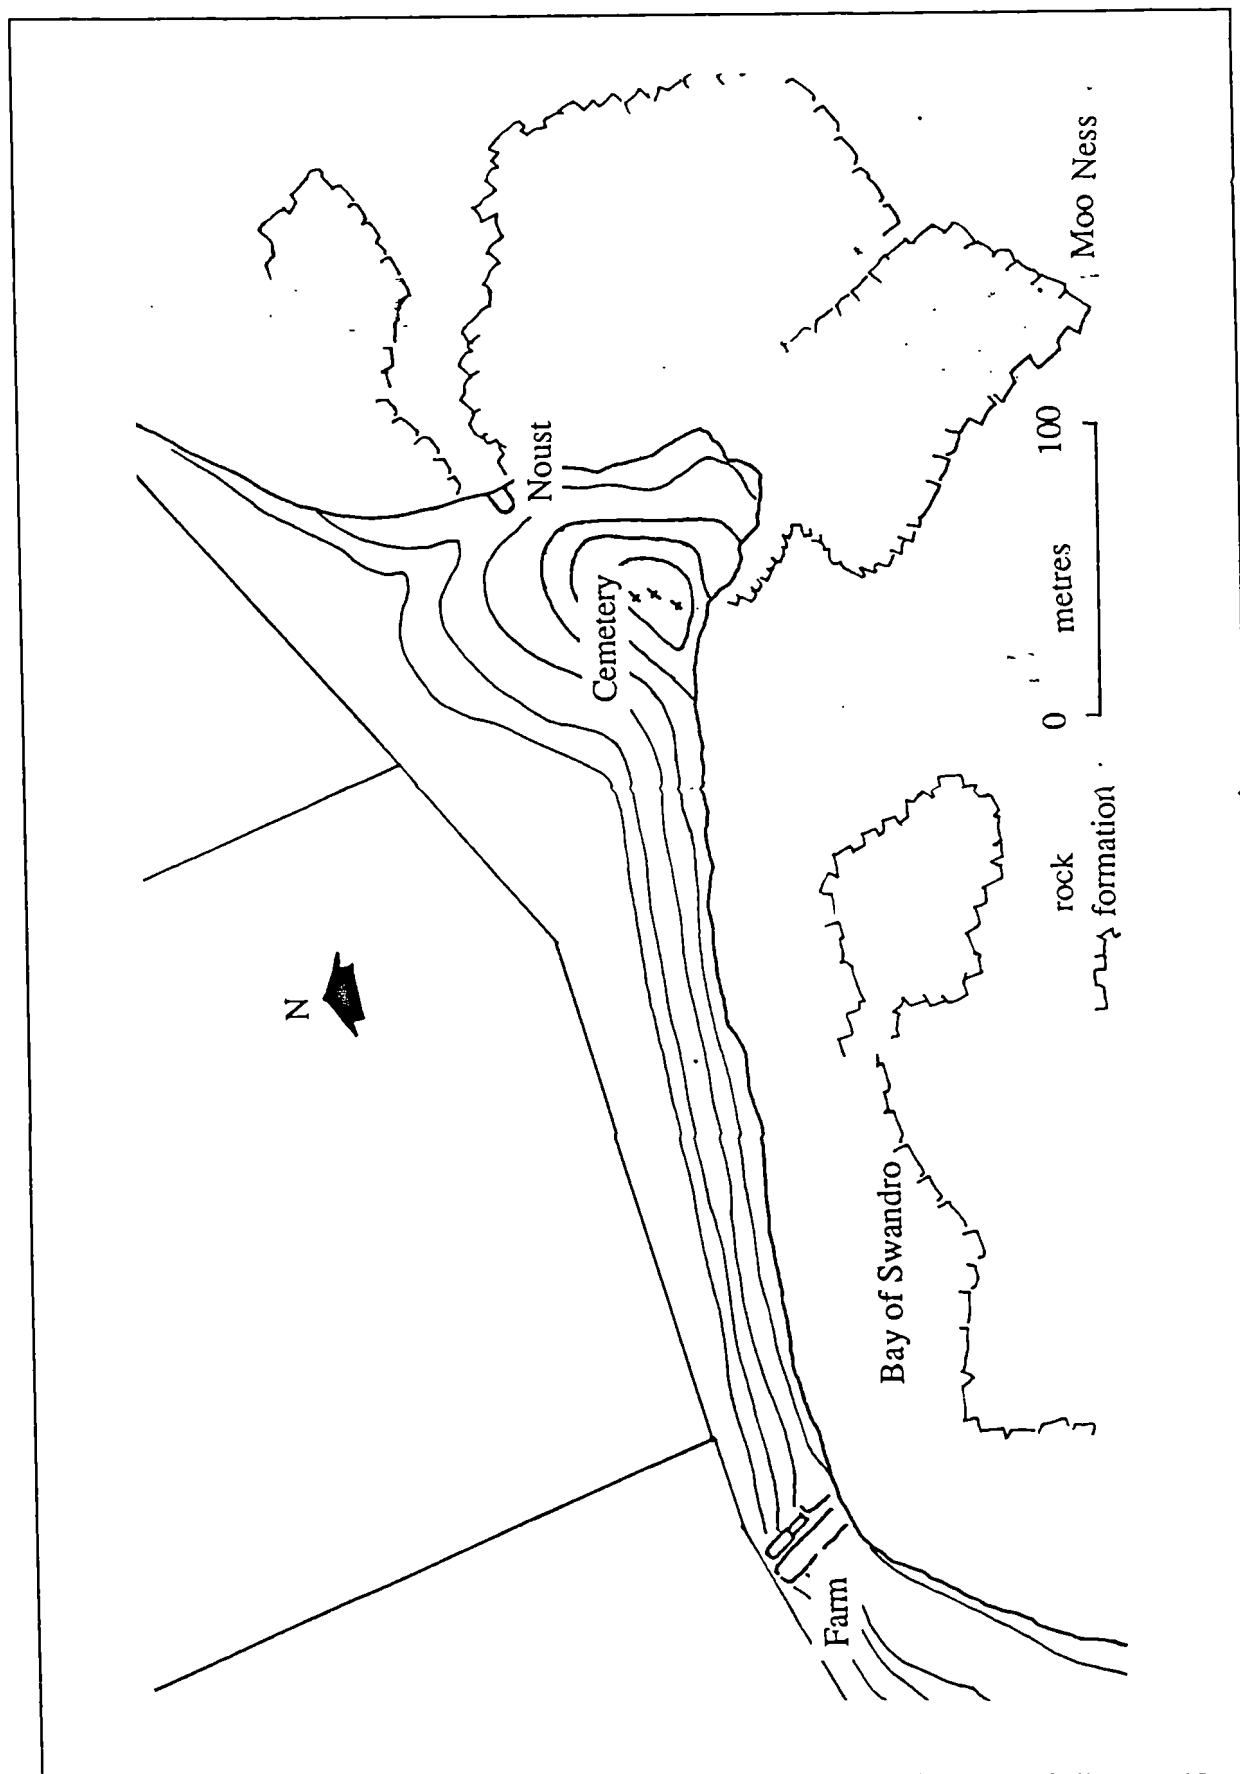 N
Noust
Cemetery
Moo Ness
Bay of Swandro
Farm
0 metres 100
rock
formation